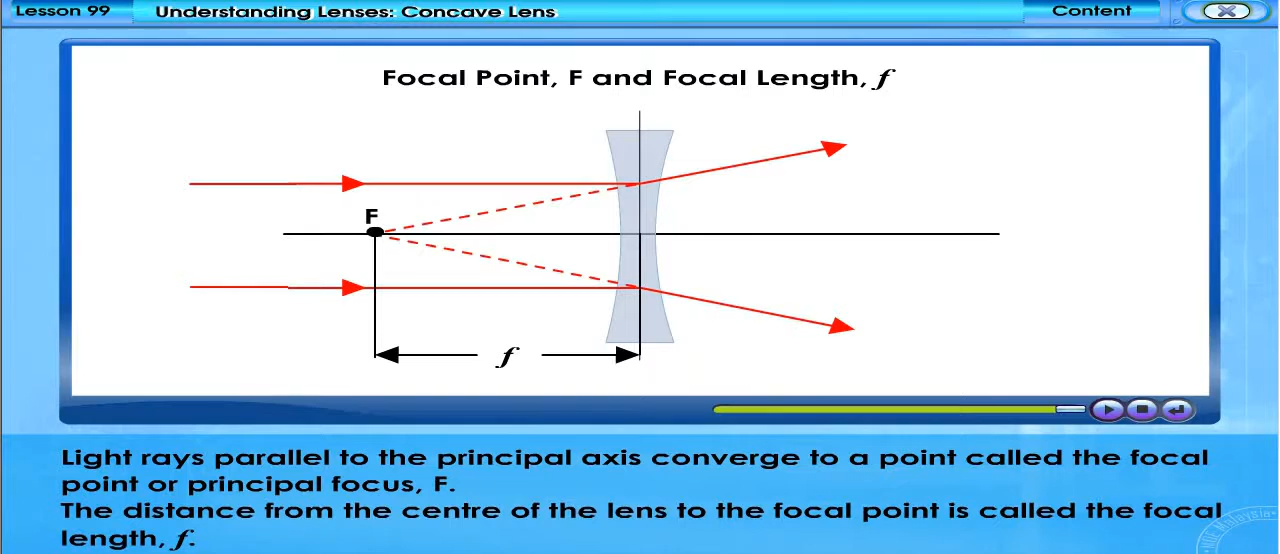 Lesson 99 Understanding Lenses: Concave Lens Content
Focal Point, F and Focal Length, f
F
f
Light rays parallel to the principal axis converge to a point called the focal
point or principal focus, F.
The distance from the centre of the lens to the focal point is called the focal
length, f.
Malaysia